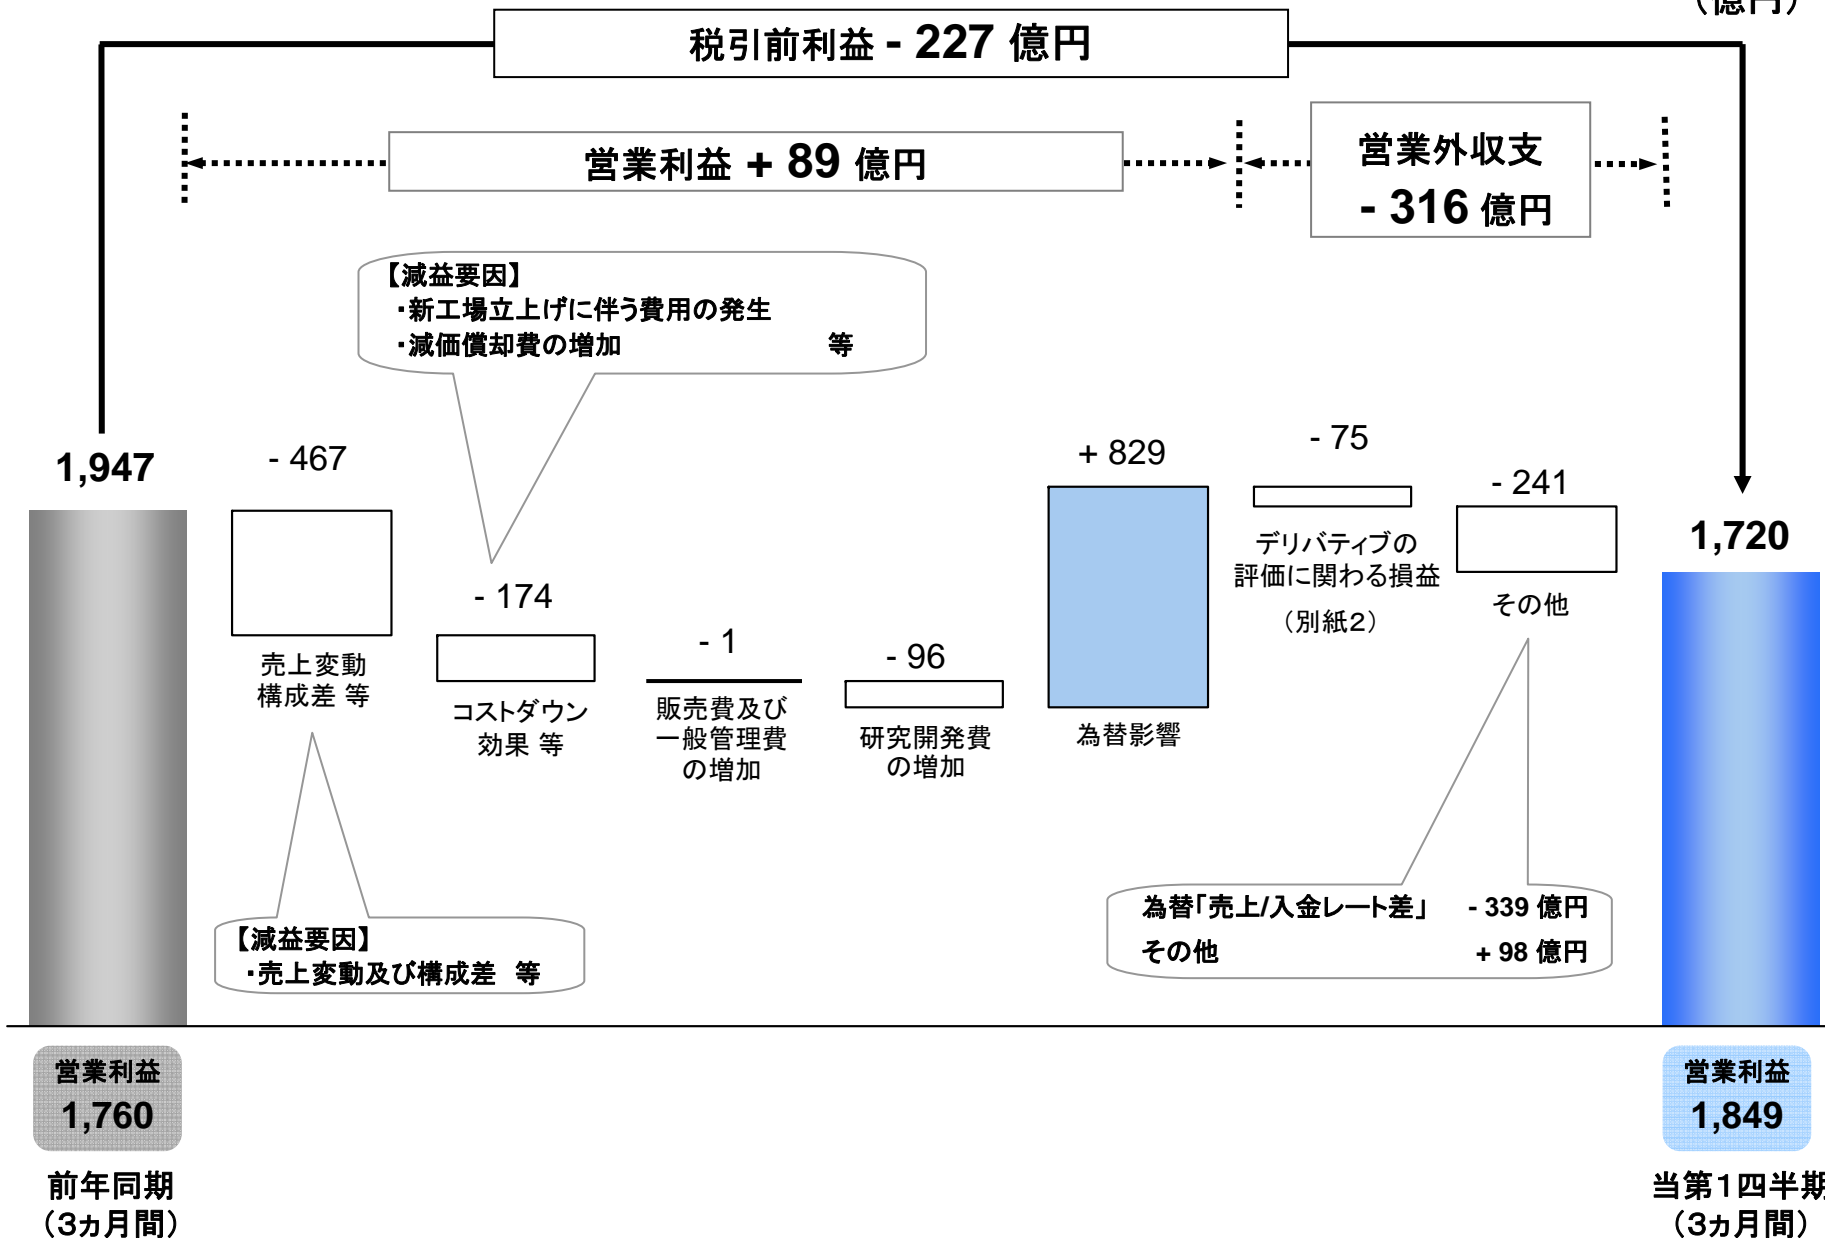 （億円）
税引前利益 - 227 億円
営業利益 + 89 億円
営業外収支
- 316 億円
【減益要因】
・新工場立上げに伴う費用の発生
・減価償却費の増加 等
1,947
- 467
売上変動
構成差 等
- 174
コストダウン
効果 等
- 1
販売費及び
一般管理費
の増加
- 96
研究開発費
の増加
+ 829
為替影響
- 75
デリバティブの
評価に関わる損益
（別紙２）
- 241
その他
1,720
【減益要因】
・売上変動及び構成差 等
為替「売上/入金レート差」 - 339 億円
その他 + 98 億円
営業利益
1,760
前年同期
（3ヵ月間）
営業利益
1,849
当第１四半期
（3ヵ月間）